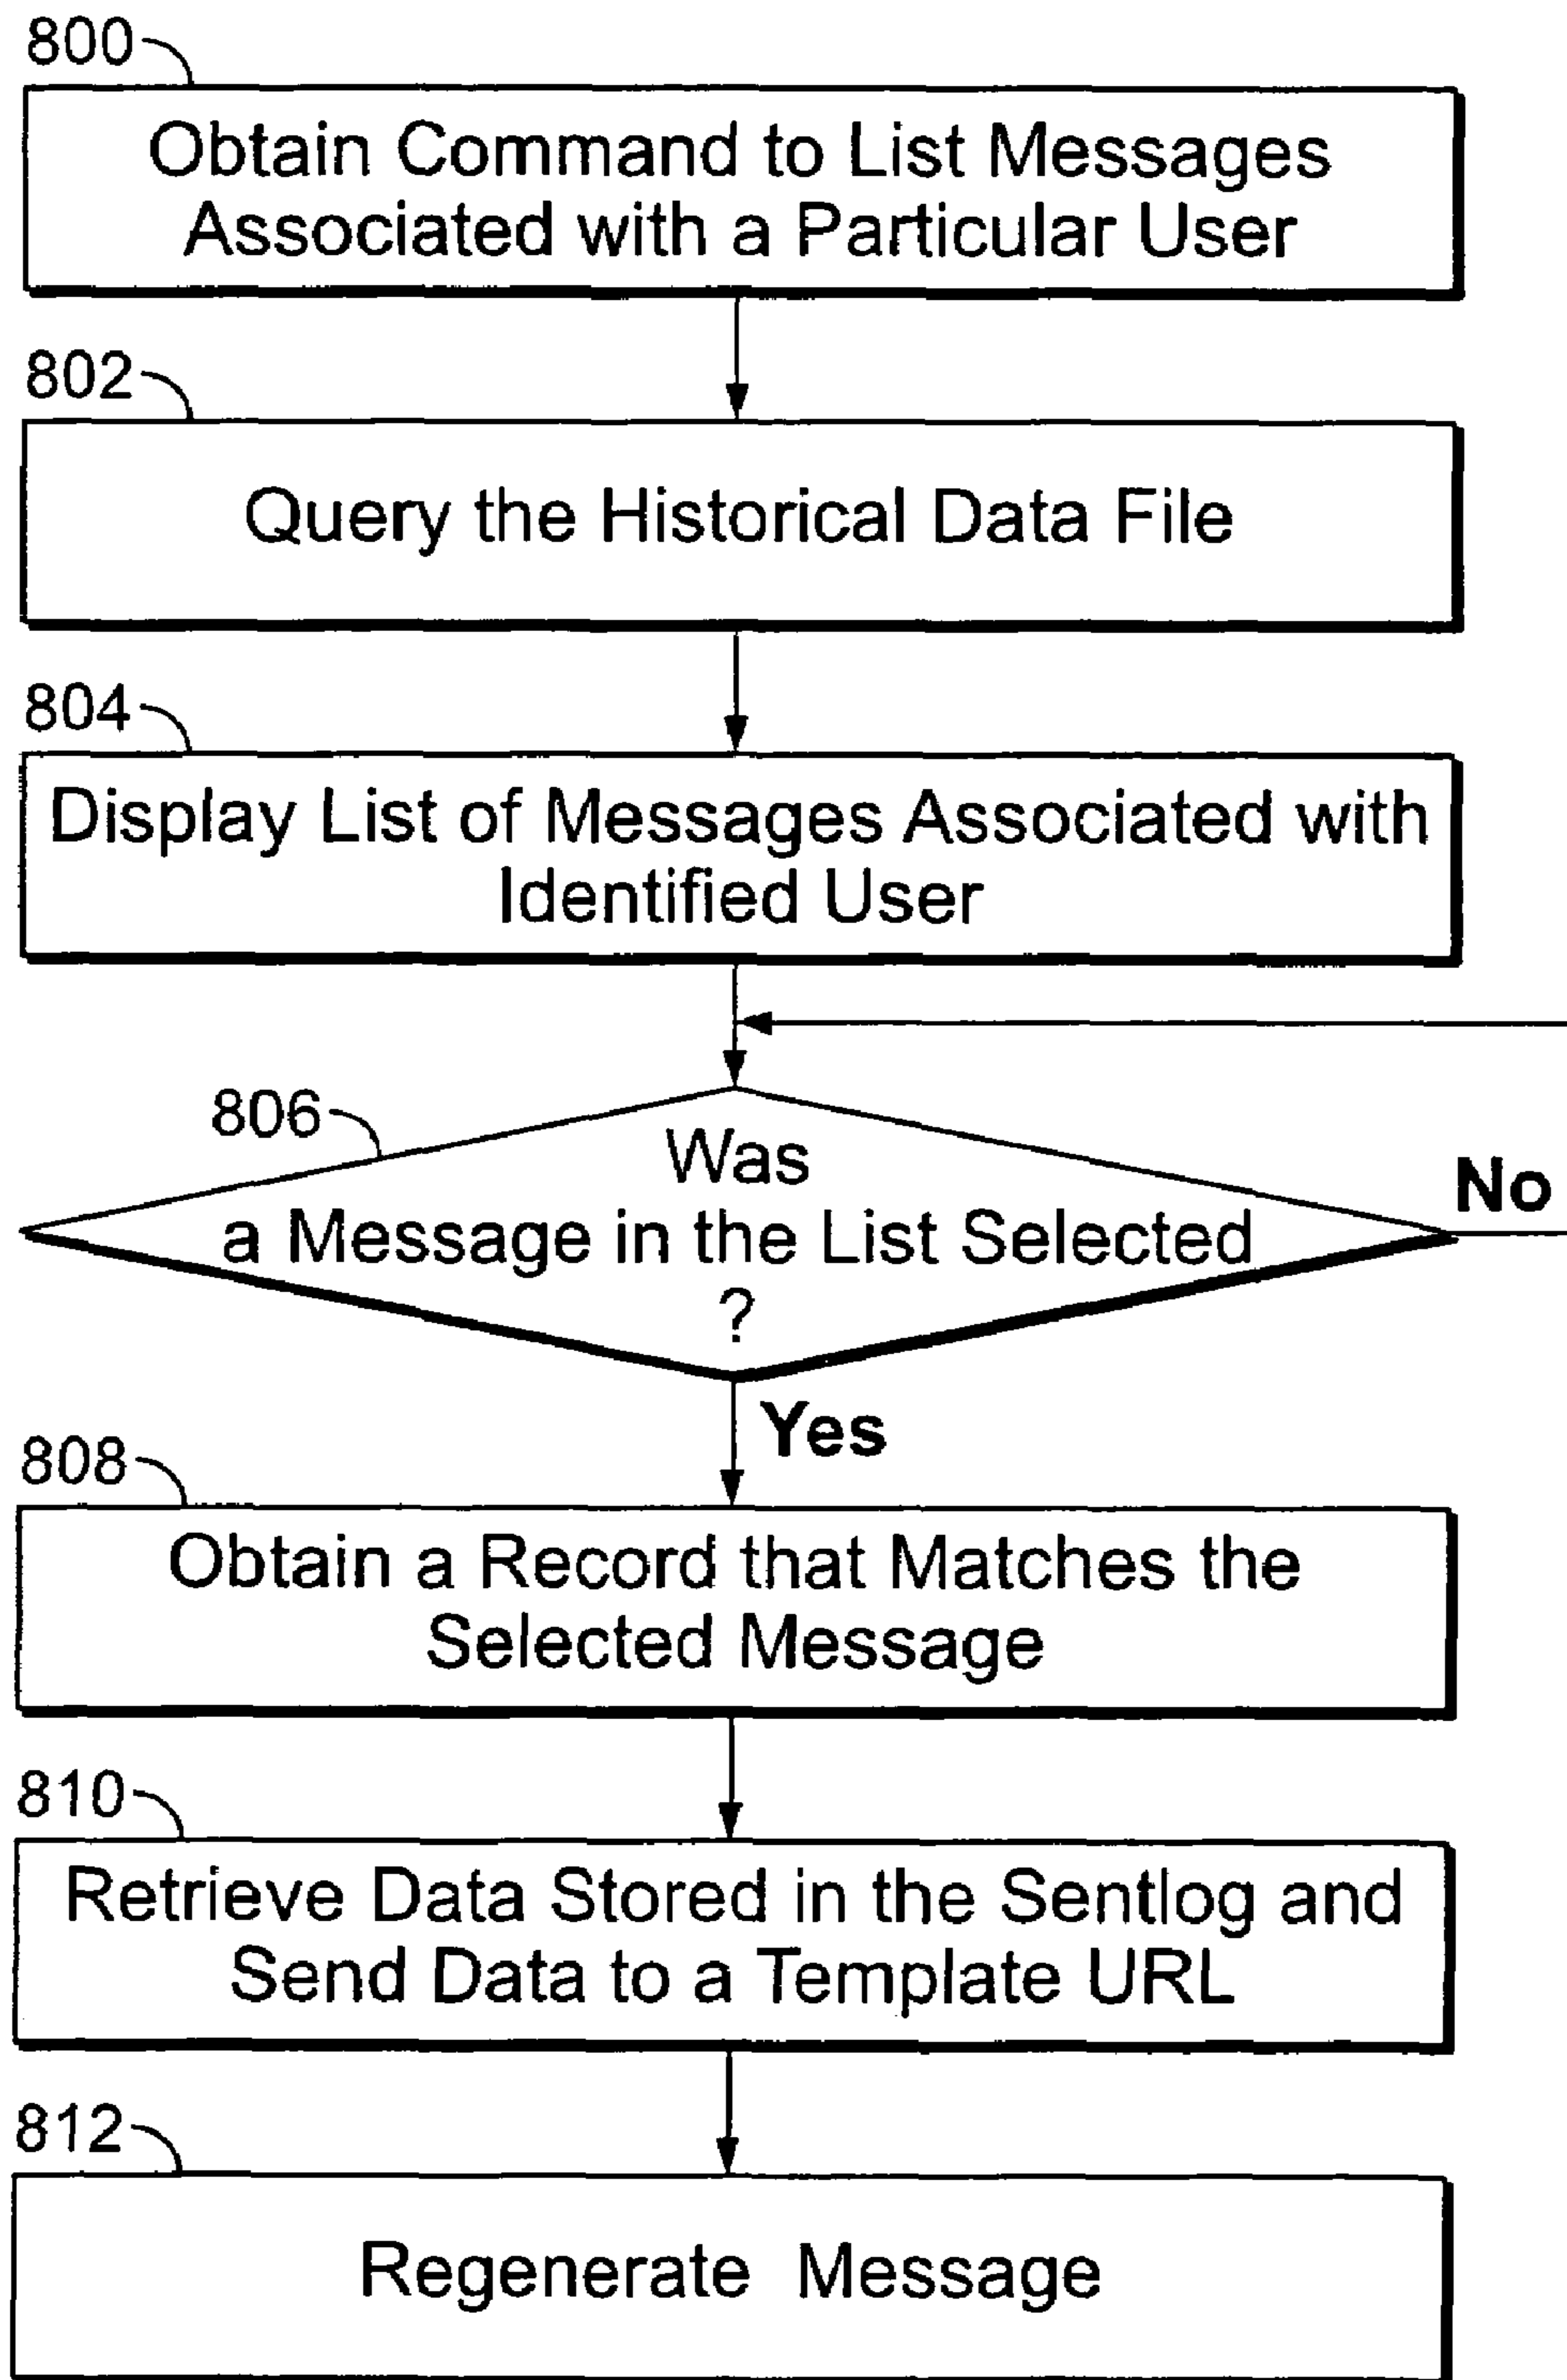 800
Obtain Command to List Messages
Associated with a Particular User
802
Query the Historical Data File
804
Display List of Messages Associated with
Identified User
806
Was
a Message in the List Selected
?
No
Yes
808
Obtain a Record that Matches the
Selected Message
810
Retrieve Data Stored in the Sentlog and
Send Data to a Template URL
812
Regenerate Message